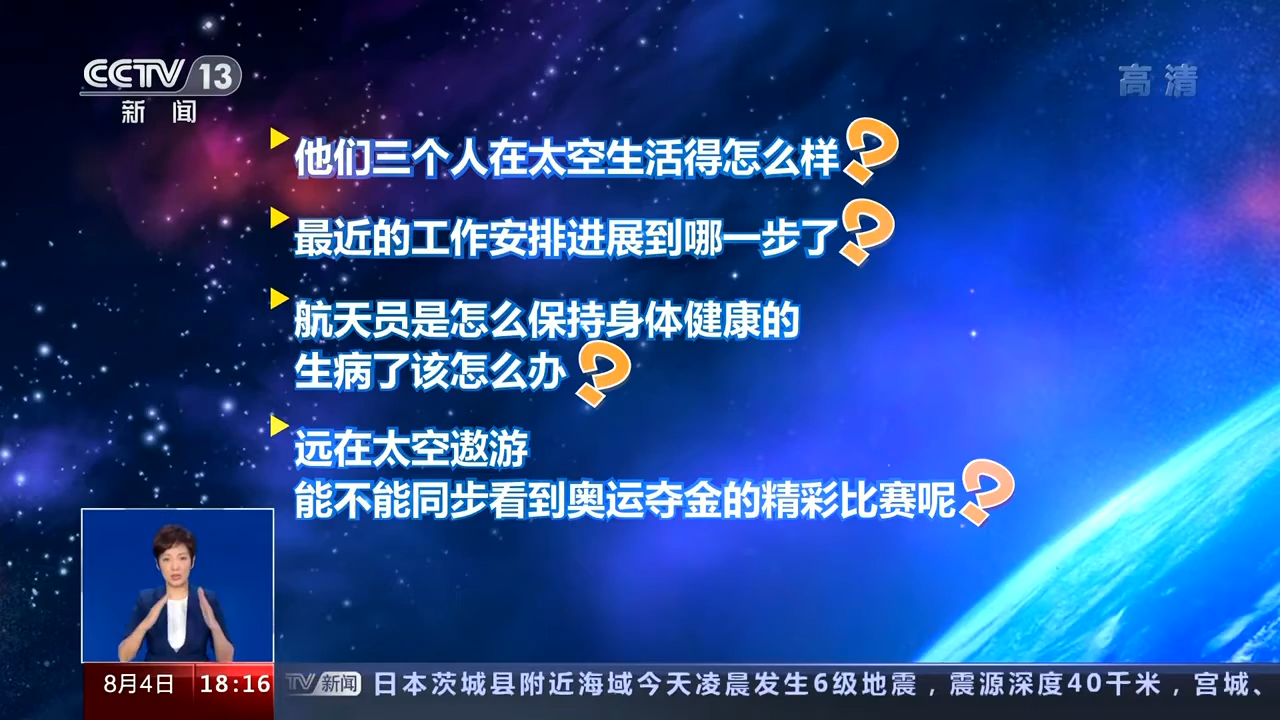 CCTV 13
新闻
高清
他们三个人在太空生活得怎么样?
最近的工作安排进展到哪一步了?
航天员是怎么保持身体健康的
生病了该怎么办?
远在太空遨游
能不能同步看到奥运夺金的精彩比赛呢?
8月4日 18:16 TV新闻 日本茨城县附近海域今天凌晨发生6级地震，震源深度40千米，宫城、